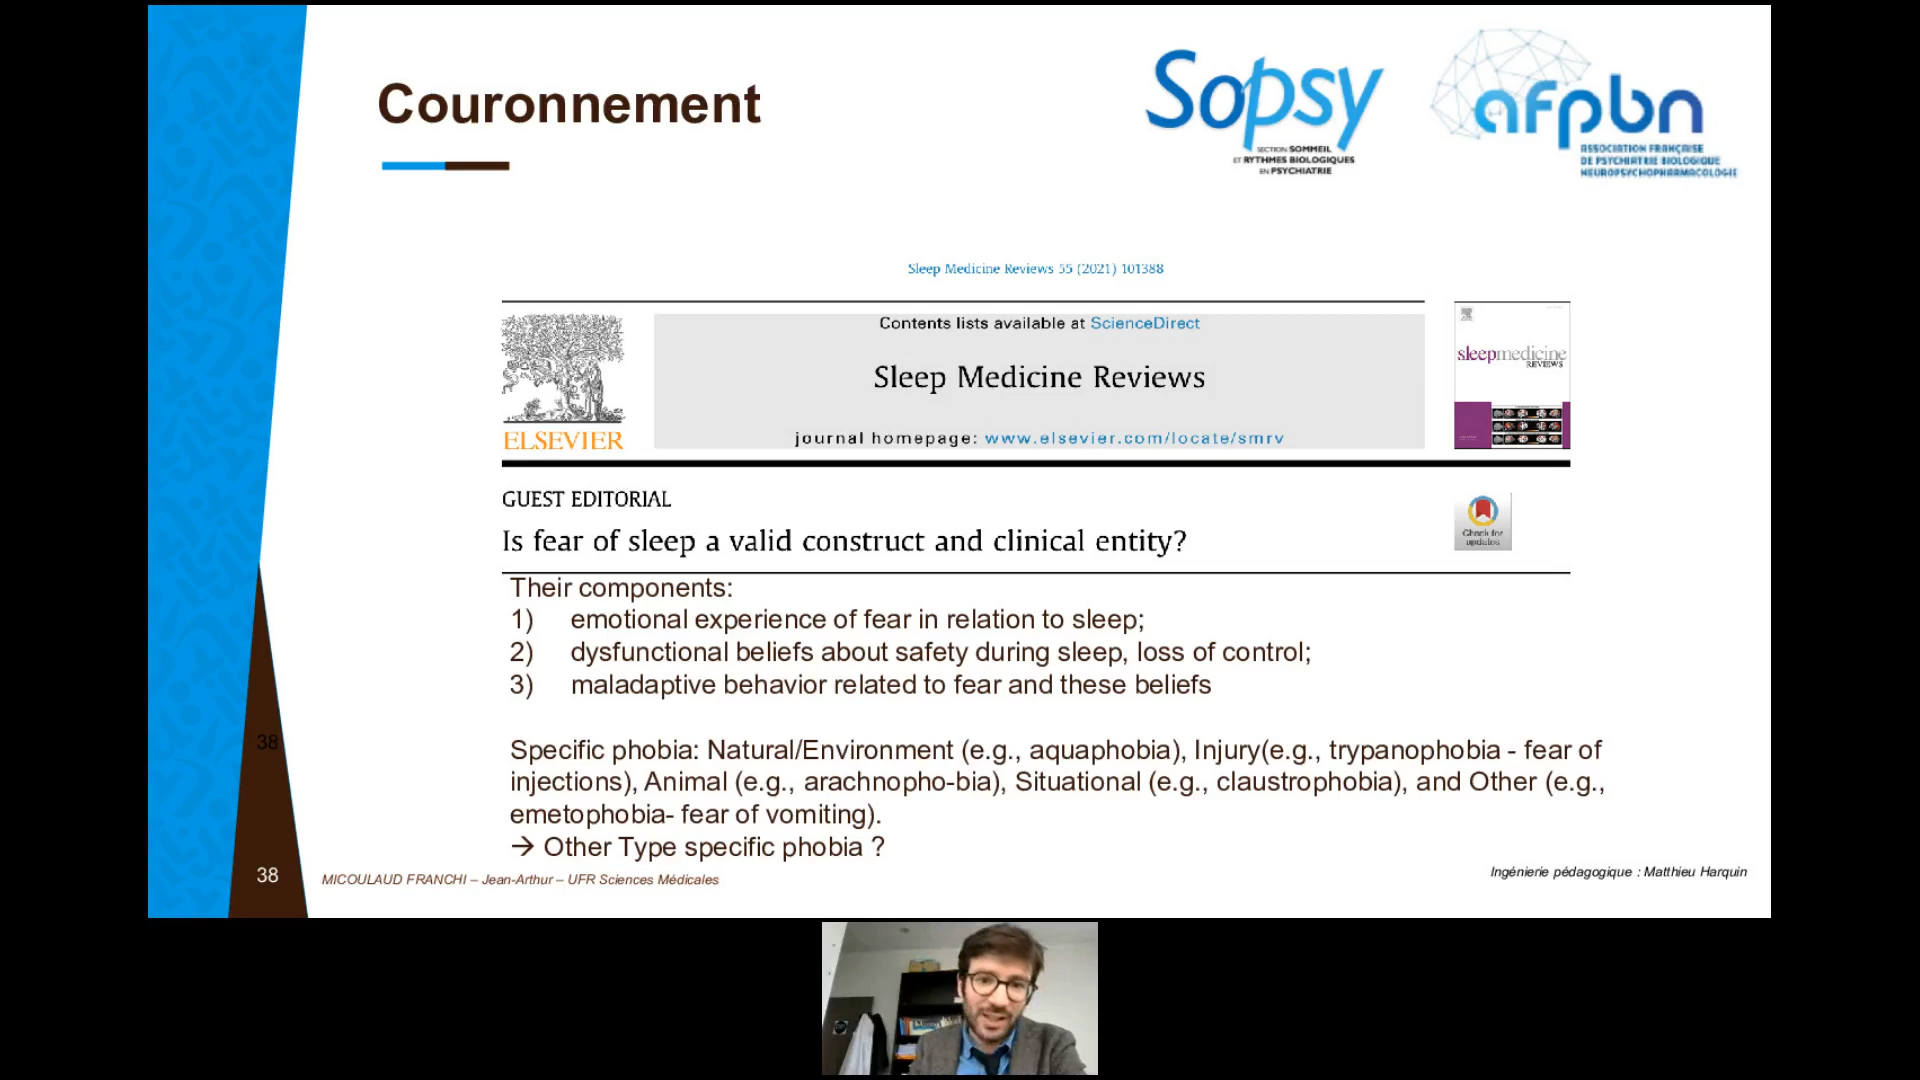 Couronnement
Sopsy
SECTION SOMMEIL
ET RYTHMES BIOLOGIQUES
EN PSYCHIATRIE
afpbn
ASSOCIATION FRANÇAISE
DE PSYCHIATRIE BIOLOGIQUE
NEUROPSYCHOPHARMACOLOGIE
Sleep Medicine Reviews 55 (2021) 101388
Contents lists available at ScienceDirect
Sleep Medicine Reviews
journal homepage: www.elsevier.com/locate/smrv
ELSEVIER
sleepmedicine
REVIEWS
GUEST EDITORIAL
Is fear of sleep a valid construct and clinical entity?
Check for
updates
Their components:
1) emotional experience of fear in relation to sleep;
2) dysfunctional beliefs about safety during sleep, loss of control;
3) maladaptive behavior related to fear and these beliefs
Specific phobia: Natural/Environment (e.g., aquaphobia), Injury(e.g., trypanophobia - fear of
injections), Animal (e.g., arachnopho-bia), Situational (e.g., claustrophobia), and Other (e.g.,
emetophobia- fear of vomiting).
→ Other Type specific phobia ?
38
38
MICOULAUD FRANCHI – Jean-Arthur – UFR Sciences Médicales
Ingénierie pédagogique : Matthieu Harquin